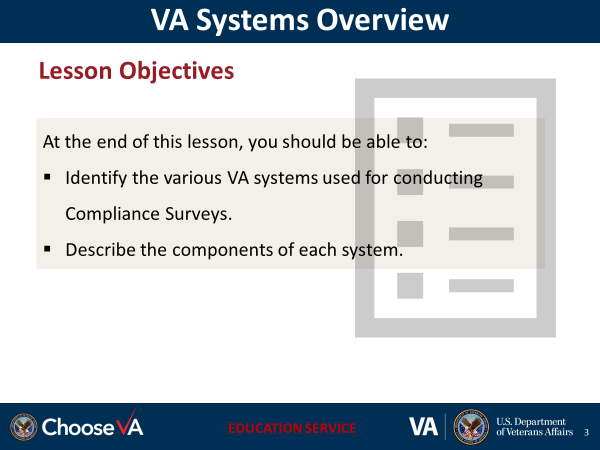 VA Systems Overview
Lesson Objectives
At the end of this lesson, you should be able to:
▪ Identify the various VA systems used for conducting
Compliance Surveys.
▪ Describe the components of each system.
ChooseVA
EDUCATION SERVICE
VA
U.S. Department
of Veterans Affairs
3